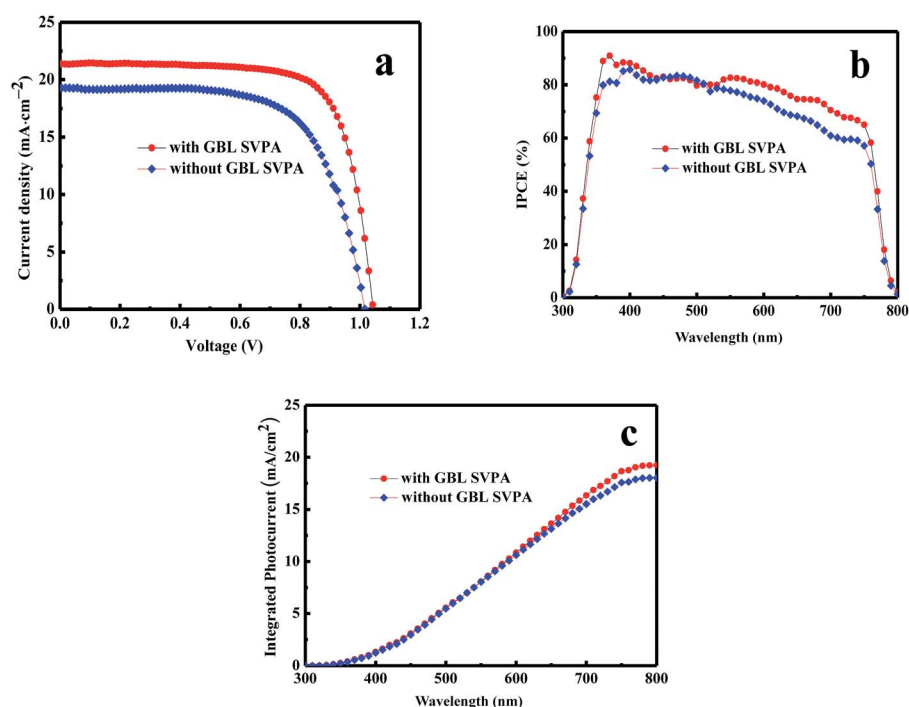 a
Current density (mA·cm⁻²)
25
20
15
10
5
0
with GBL SVPA
without GBL SVPA
0.0 0.2 0.4 0.6 0.8 1.0 1.2
Voltage (V)
b
IPCE (%)
100
80
60
40
20
0
with GBL SVPA
without GBL SVPA
300 400 500 600 700 800
Wavelength (nm)
c
Integrated Photocurrent (mA/cm²)
25
20
15
10
5
0
with GBL SVPA
without GBL SVPA
300 400 500 600 700 800
Wavelength (nm)